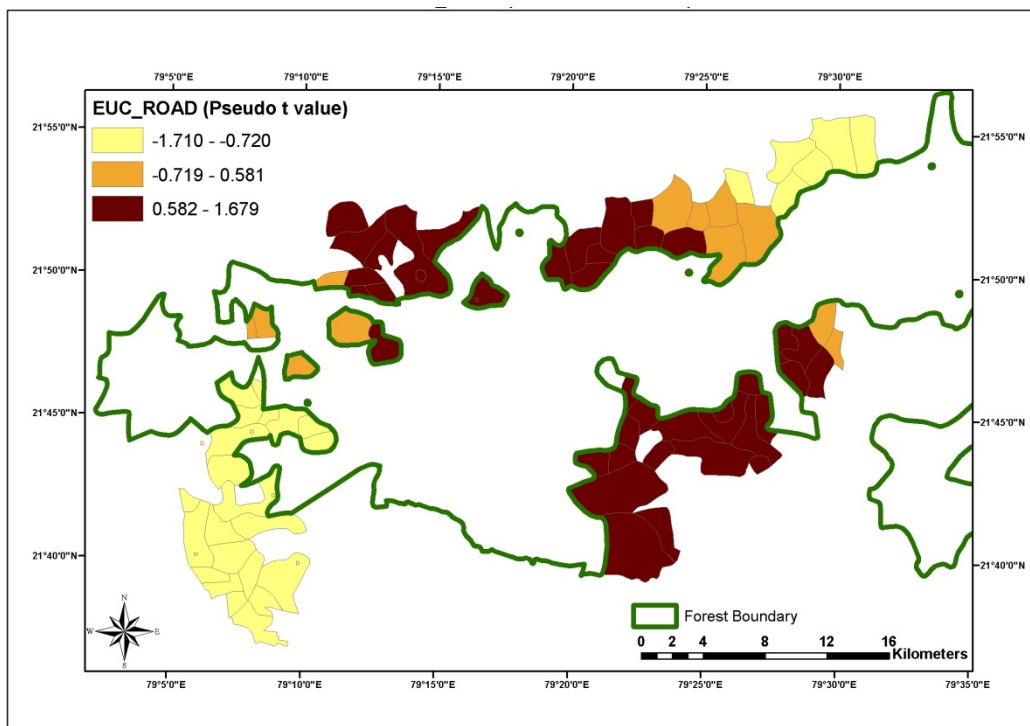 79°5'0"E 79°10'0"E 79°15'0"E 79°20'0"E 79°25'0"E 79°30'0"E
EUC_ROAD (Pseudo t value)
-1.710 - -0.720
-0.719 - 0.581
0.582 - 1.679
21°55'0"N 21°55'0"N
21°50'0"N 21°50'0"N
21°45'0"N 21°45'0"N
21°40'0"N 21°40'0"N
N
W E
S
Forest Boundary
0 2 4 8 12 16
Kilometers
79°5'0"E 79°10'0"E 79°15'0"E 79°20'0"E 79°25'0"E 79°30'0"E 79°35'0"E